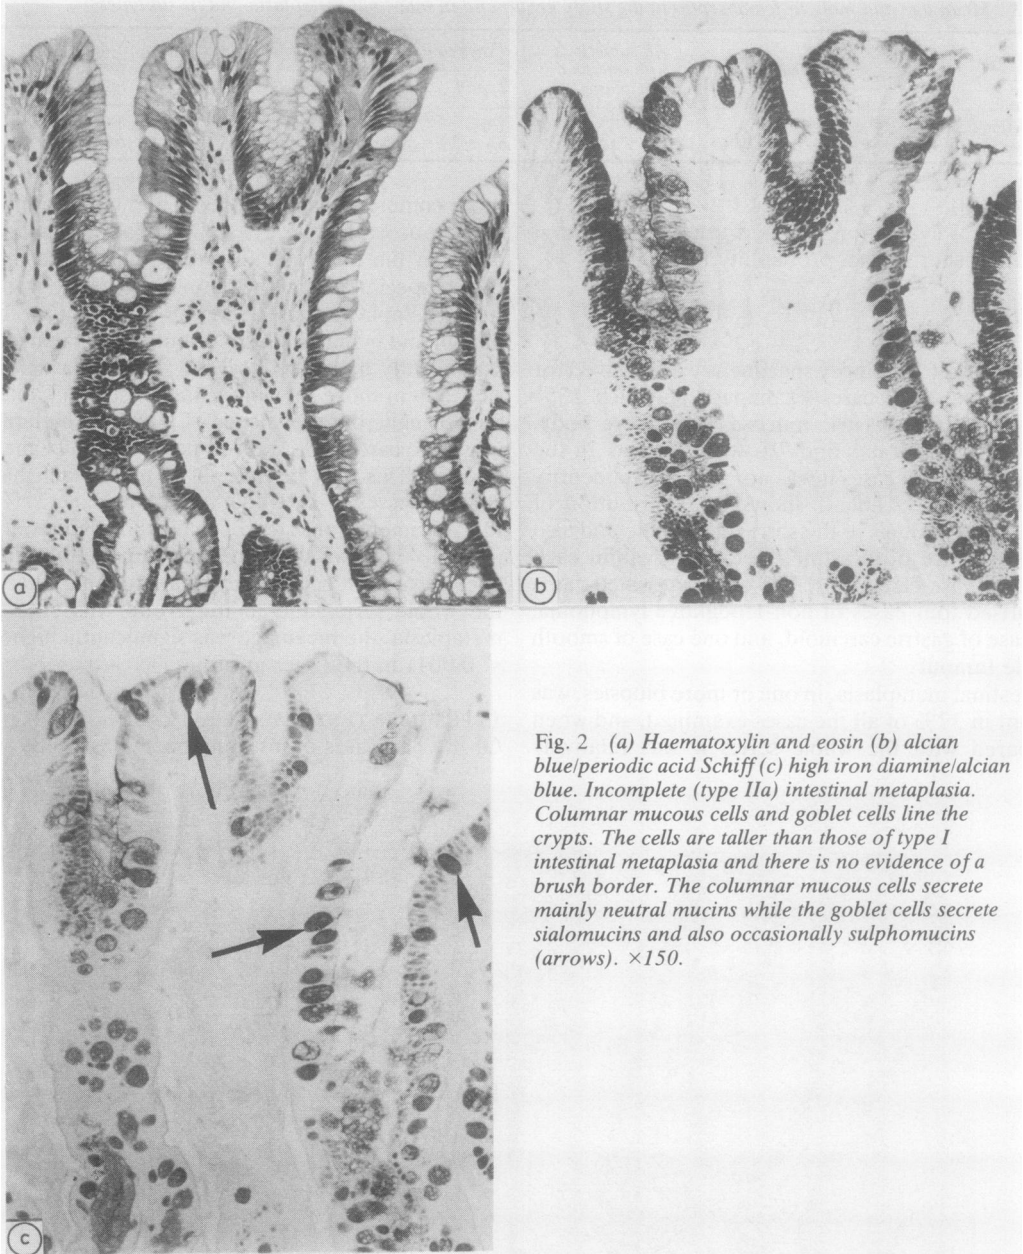 a
b
Fig. 2 (a) Haematoxylin and eosin (b) alcian
blue/periodic acid Schiff (c) high iron diamine/alcian
blue. Incomplete (type IIa) intestinal metaplasia.
Columnar mucous cells and goblet cells line the
crypts. The cells are taller than those of type I
intestinal metaplasia and there is no evidence of a
brush border. The columnar mucous cells secrete
mainly neutral mucins while the goblet cells secrete
sialomucins and also occasionally sulphomucins
(arrows). ×150.
c